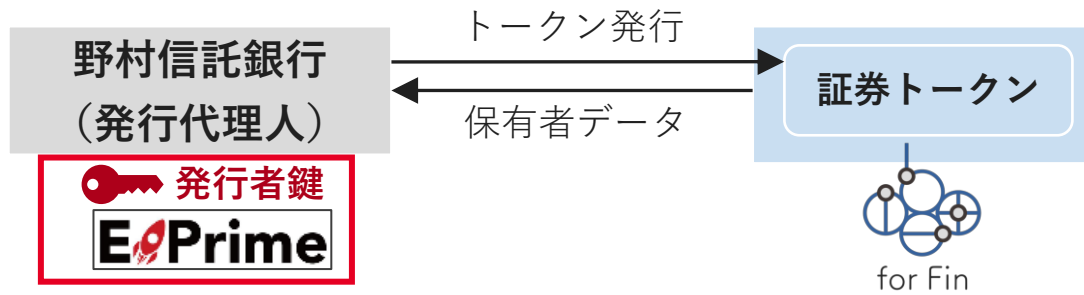 トークン発行
野村信託銀行
（発行代理人）
証券トークン
保有者データ
発行者鍵
E Prime
for Fin